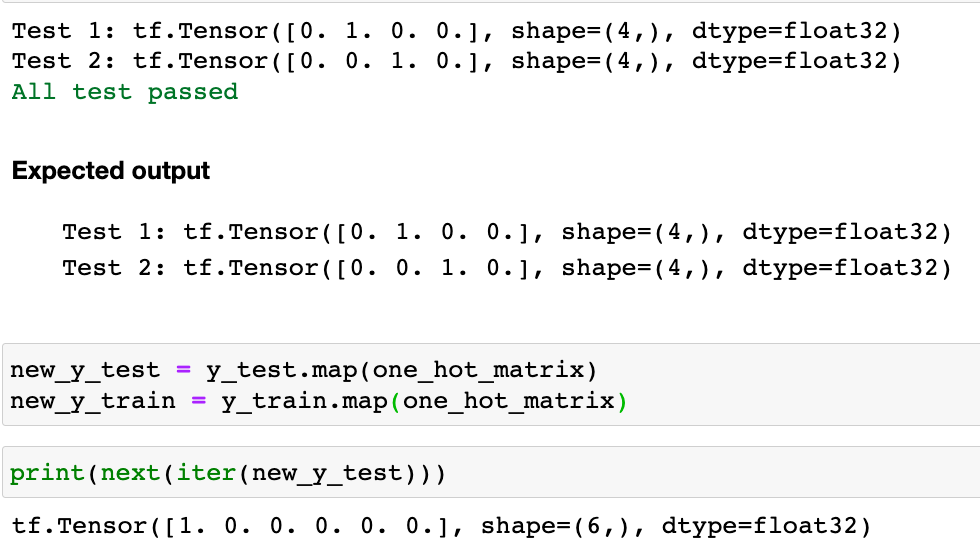 Test 1: tf.Tensor([0. 1. 0. 0.], shape=(4,), dtype=float32)
Test 2: tf.Tensor([0. 0. 1. 0.], shape=(4,), dtype=float32)
All test passed
Expected output
Test 1: tf.Tensor([0. 1. 0. 0.], shape=(4,), dtype=float32)
Test 2: tf.Tensor([0. 0. 1. 0.], shape=(4,), dtype=float32)
new_y_test = y_test.map(one_hot_matrix)
new_y_train = y_train.map(one_hot_matrix)
print(next(iter(new_y_test)))
tf.Tensor([1. 0. 0. 0. 0. 0.], shape=(6,), dtype=float32)